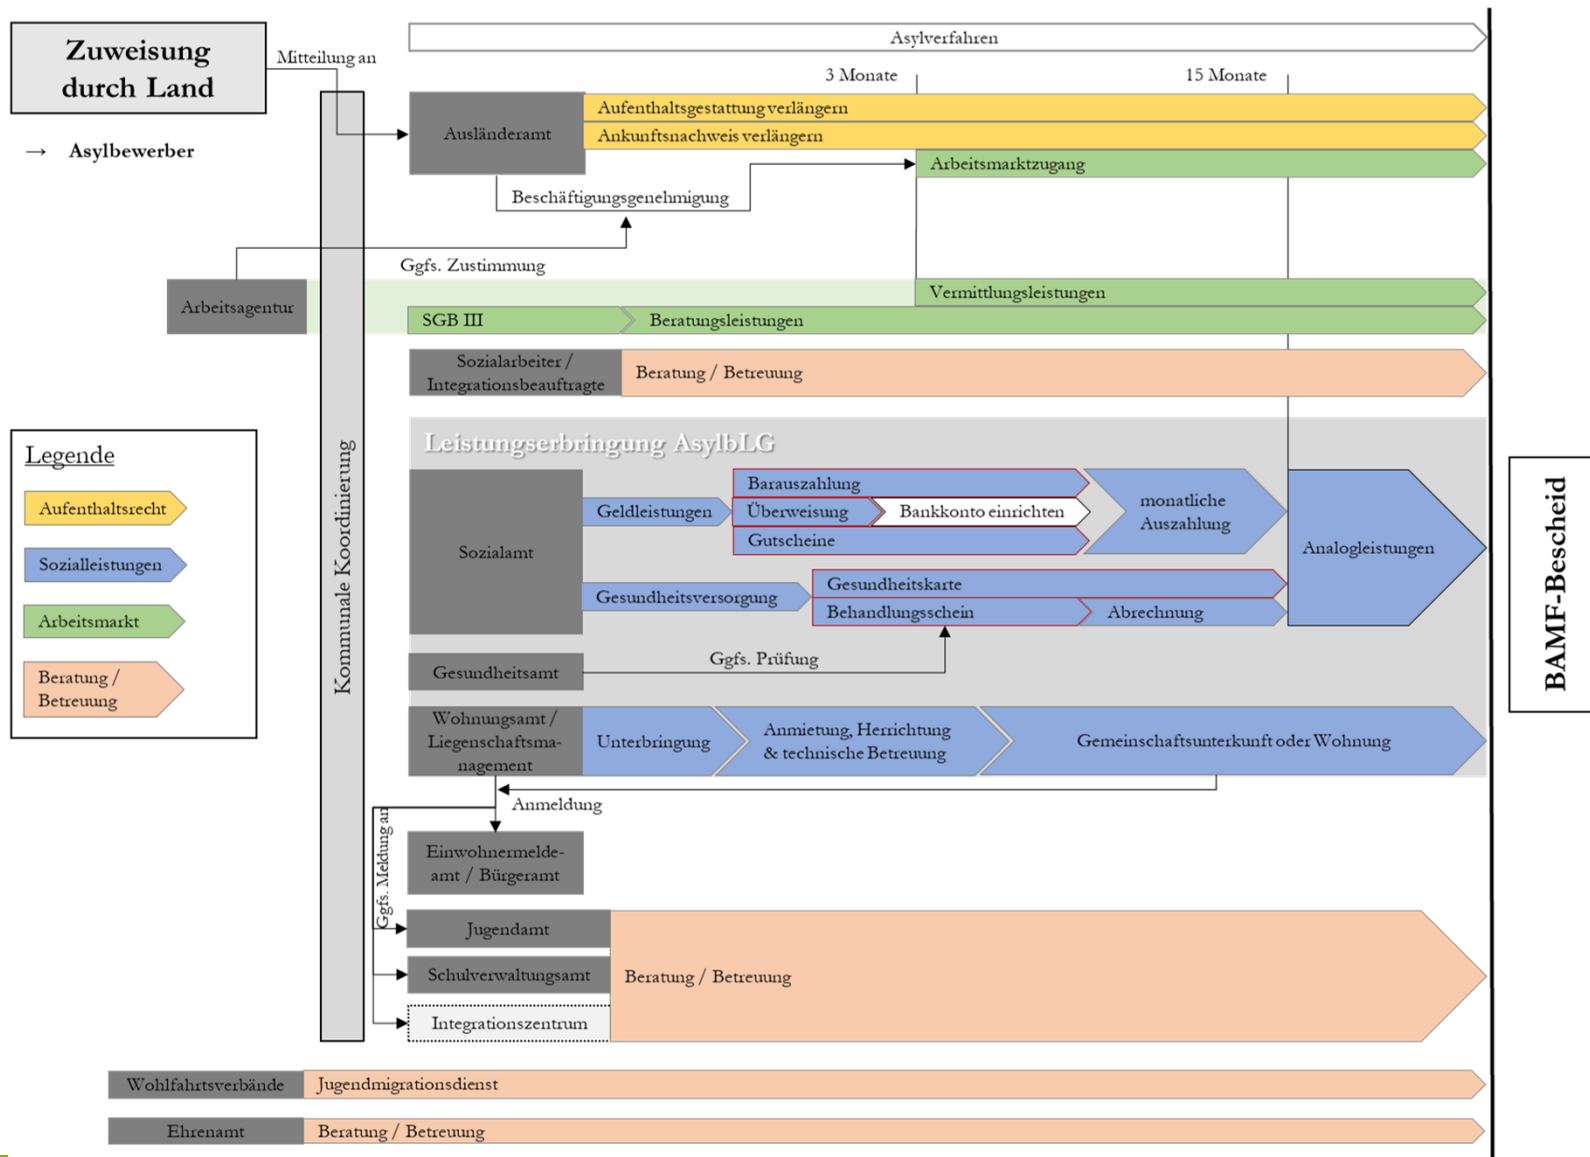 Zuweisung
durch Land
Mitteilung an
Asylverfahren
3 Monate
15 Monate
→ Asylbewerber
Ausländeramt
Aufenthaltsgestattung verlängern
Ankunftsnachweis verlängern
Arbeitsmarktzugang
Beschäftigungsgenehmigung
Ggfs. Zustimmung
Arbeitsagentur
Vermittlungsleistungen
SGB III
Beratungsleistungen
Sozialarbeiter /
Integrationsbeauftragte
Beratung / Betreuung
Kommunale Koordinierung
Legende
Aufenthaltsrecht
Sozialleistungen
Arbeitsmarkt
Beratung /
Betreuung
Leistungserbringung AsylbLG
Sozialamt
Geldleistungen
Barauszahlung
Überweisung
Bankkonto einrichten
Gutscheine
monatliche
Auszahlung
Analogleistungen
Gesundheitsversorgung
Gesundheitskarte
Behandlungsschein
Abrechnung
Gesundheitsamt
Ggfs. Prüfung
Wohnungsamt /
Liegenschaftsma-
nagement
Unterbringung
Anmietung, Herrichtung
& technische Betreuung
Gemeinschaftsunterkunft oder Wohnung
Anmeldung
Ggfs. Meldung an
Einwohnermelde-
amt / Bürgeramt
Jugendamt
Schulverwaltungsamt
Integrationszentrum
Beratung / Betreuung
Wohlfahrtsverbände
Jugendmigrationsdienst
Ehrenamt
Beratung / Betreuung
BAMF-Bescheid